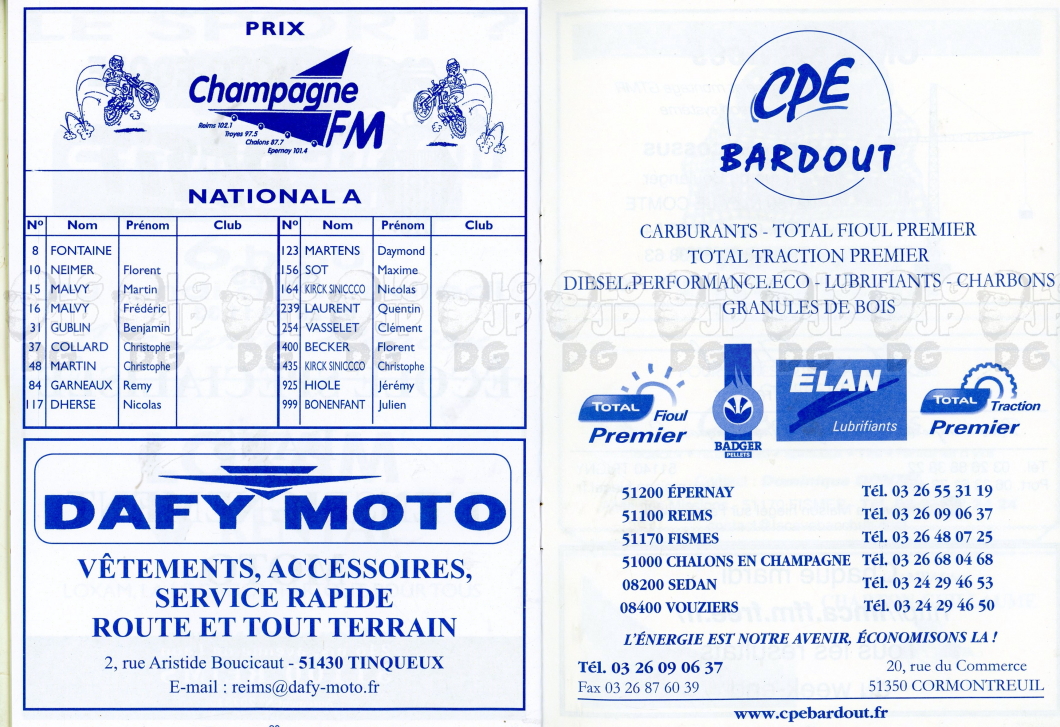 PRIX
Champagne
FM
Reims 102.1
Troyes 97.5
Chalons 87.7
Epernay 101.4
NATIONAL A
Nº Nom Prénom Club Nº Nom Prénom Club
8 FONTAINE 123 MARTENS Daymond
10 NEIMER Florent 156 SOT Maxime
15 MALVY Martin 164 KIRCK SINICCCO Nicolas
16 MALVY Frédéric 239 LAURENT Quentin
31 GUBLIN Benjamin 254 VASSELET Clément
37 COLLARD Christophe 400 BECKER Florent
48 MARTIN Christophe 435 KIRCK SINICCCO Christophe
84 GARNEAUX Remy 925 HIOLE Jérémy
117 DHERSE Nicolas 999 BONENFANT Julien
DAFY MOTO
VÊTEMENTS, ACCESSOIRES,
SERVICE RAPIDE
ROUTE ET TOUT TERRAIN
2, rue Aristide Boucicaut - 51430 TINQUEUX
E-mail : reims@dafy-moto.fr
CPE
BARDOUT
CARBURANTS - TOTAL FIOUL PREMIER
TOTAL TRACTION PREMIER
DIESEL.PERFORMANCE.ECO - LUBRIFIANTS - CHARBONS
GRANULES DE BOIS
TOTAL Fioul
Premier
BADGER
PELLETS
ELAN
Lubrifiants
TOTAL Traction
Premier
51200 ÉPERNAY Tél. 03 26 55 31 19
51100 REIMS Tél. 03 26 09 06 37
51170 FISMES Tél. 03 26 48 07 25
51000 CHALONS EN CHAMPAGNE Tél. 03 26 68 04 68
08200 SEDAN Tél. 03 24 29 46 53
08400 VOUZIERS Tél. 03 24 29 46 50
L'ÉNERGIE EST NOTRE AVENIR, ÉCONOMISONS LA !
Tél. 03 26 09 06 37 20, rue du Commerce
Fax 03 26 87 60 39 51350 CORMONTREUIL
www.cpebardout.fr
LG JP DG